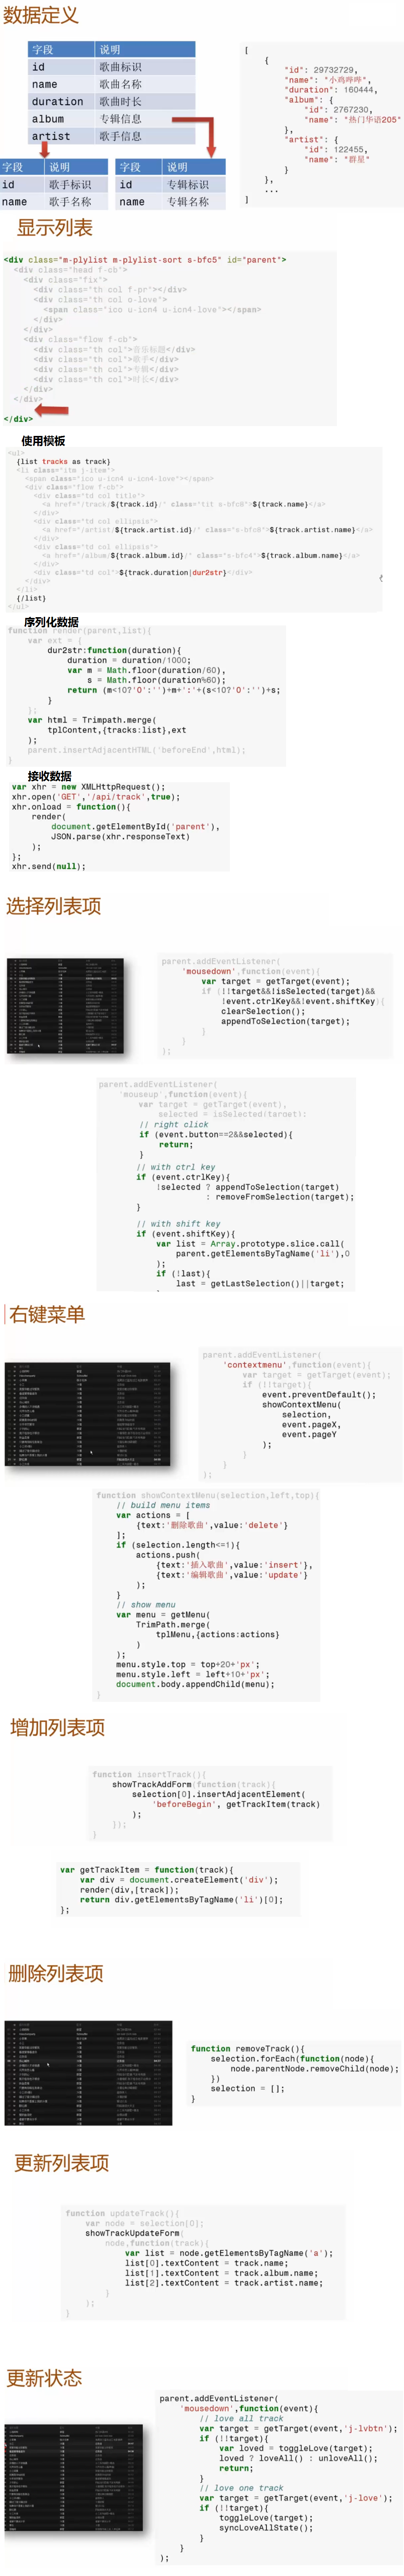 数据定义
字段 说明
id 歌曲标识
name 歌曲名称
duration 歌曲时长
album 专辑信息
artist 歌手信息
字段 说明
id 歌手标识
name 歌手名称
字段 说明
id 专辑标识
name 专辑名称
[
{
"id": 29732729,
"name": "小鸡哔哔",
"duration": 160444,
"album": {
"id": 2767230,
"name": "热门华语205"
},
"artist": {
"id": 122455,
"name": "群星"
}
},
...
]
显示列表
<div class="m-plylist m-plylist-sort s-bfc5" id="parent">
<div class="head f-cb">
<div class="fix">
<div class="th col f-pr"></div>
<div class="th col o-love">
<span class="ico u-icn4 u-icn4-love"></span>
</div>
</div>
<div class="flow f-cb">
<div class="th col">音乐标题</div>
<div class="th col">歌手</div>
<div class="th col">专辑</div>
<div class="th col">时长</div>
</div>
</div>
</div>
使用模板
<ul>
{list tracks as track}
<li class="itm j-item">
<span class="ico u-icn4 u-icn4-love"></span>
<div class="flow f-cb">
<div class="td col title">
<a href="/track/${track.id}/" class="tit s-bfc8">${track.name}</a>
</div>
<div class="td col ellipsis">
<a href="/artist/${track.artist.id}/" class="s-bfc8">${track.artist.name}</a>
</div>
<div class="td col ellipsis">
<a href="/album/${track.album.id}/" class="s-bfc4">${track.album.name}</a>
</div>
<div class="td col">${track.duration|dur2str}</div>
</div>
</li>
{/list}
</ul>
序列化数据
function render(parent,list){
var ext = {
dur2str:function(duration){
duration = duration/1000;
var m = Math.floor(duration/60),
s = Math.floor(duration%60);
return (m<10?'0':'')+m+':'+(s<10?'0':'')+s;
}
};
var html = Trimpath.merge(
tplContent,{tracks:list},ext
);
parent.insertAdjacentHTML('beforeEnd',html);
}
接收数据
var xhr = new XMLHttpRequest();
xhr.open('GET','/api/track',true);
xhr.onload = function(){
render(
document.getElementById('parent'),
JSON.parse(xhr.responseText)
);
};
xhr.send(null);
选择列表项
parent.addEventListener(
'mousedown',function(event){
var target = getTarget(event);
if (!!target&&!isSelected(target)&&
!event.ctrlKey&&!event.shiftKey){
clearSelection();
appendToSelection(target);
}
}
);
parent.addEventListener(
'mouseup',function(event){
var target = getTarget(event),
selected = isSelected(target);
// right click
if (event.button==2&&selected){
return;
}
// with ctrl key
if (event.ctrlKey){
!selected ? appendToSelection(target)
: removeFromSelection(target);
}
// with shift key
if (event.shiftKey){
var list = Array.prototype.slice.call(
parent.getElementsByTagName('li'),0
);
if (!last){
last = getLastSelection()||target;
右键菜单
parent.addEventListener(
'contextmenu',function(event){
var target = getTarget(event);
if (!!target){
event.preventDefault();
showContextMenu(
selection,
event.pageX,
event.pageY
);
}
}
);
function showContextMenu(selection,left,top){
// build menu items
var actions = [
{text:'删除歌曲',value:'delete'}
];
if (selection.length<=1){
actions.push(
{text:'插入歌曲',value:'insert'},
{text:'编辑歌曲',value:'update'}
);
}
// show menu
var menu = getMenu(
TrimPath.merge(
tplMenu,{actions:actions}
)
);
menu.style.top = top+20+'px';
menu.style.left = left+10+'px';
document.body.appendChild(menu);
}
增加列表项
function insertTrack(){
showTrackAddForm(function(track){
selection[0].insertAdjacentElement(
'beforeBegin', getTrackItem(track)
);
});
}
var getTrackItem = function(track){
var div = document.createElement('div');
render(div,[track]);
return div.getElementsByTagName('li')[0];
};
删除列表项
function removeTrack(){
selection.forEach(function(node){
node.parentNode.removeChild(node);
})
selection = [];
}
更新列表项
function updateTrack(){
var node = selection[0];
showTrackUpdateForm(
node,function(track){
var list = node.getElementsByTagName('a');
list[0].textContent = track.name;
list[1].textContent = track.album.name;
list[2].textContent = track.artist.name;
}
);
}
更新状态
parent.addEventListener(
'mousedown',function(event){
// love all track
var target = getTarget(event,'j-lvbtn');
if (!!target){
var loved = toggleLove(target);
loved ? loveAll() : unloveAll();
return;
}
// love one track
var target = getTarget(event,'j-love');
if (!!target){
toggleLove(target);
syncLoveAllState();
}
}
);